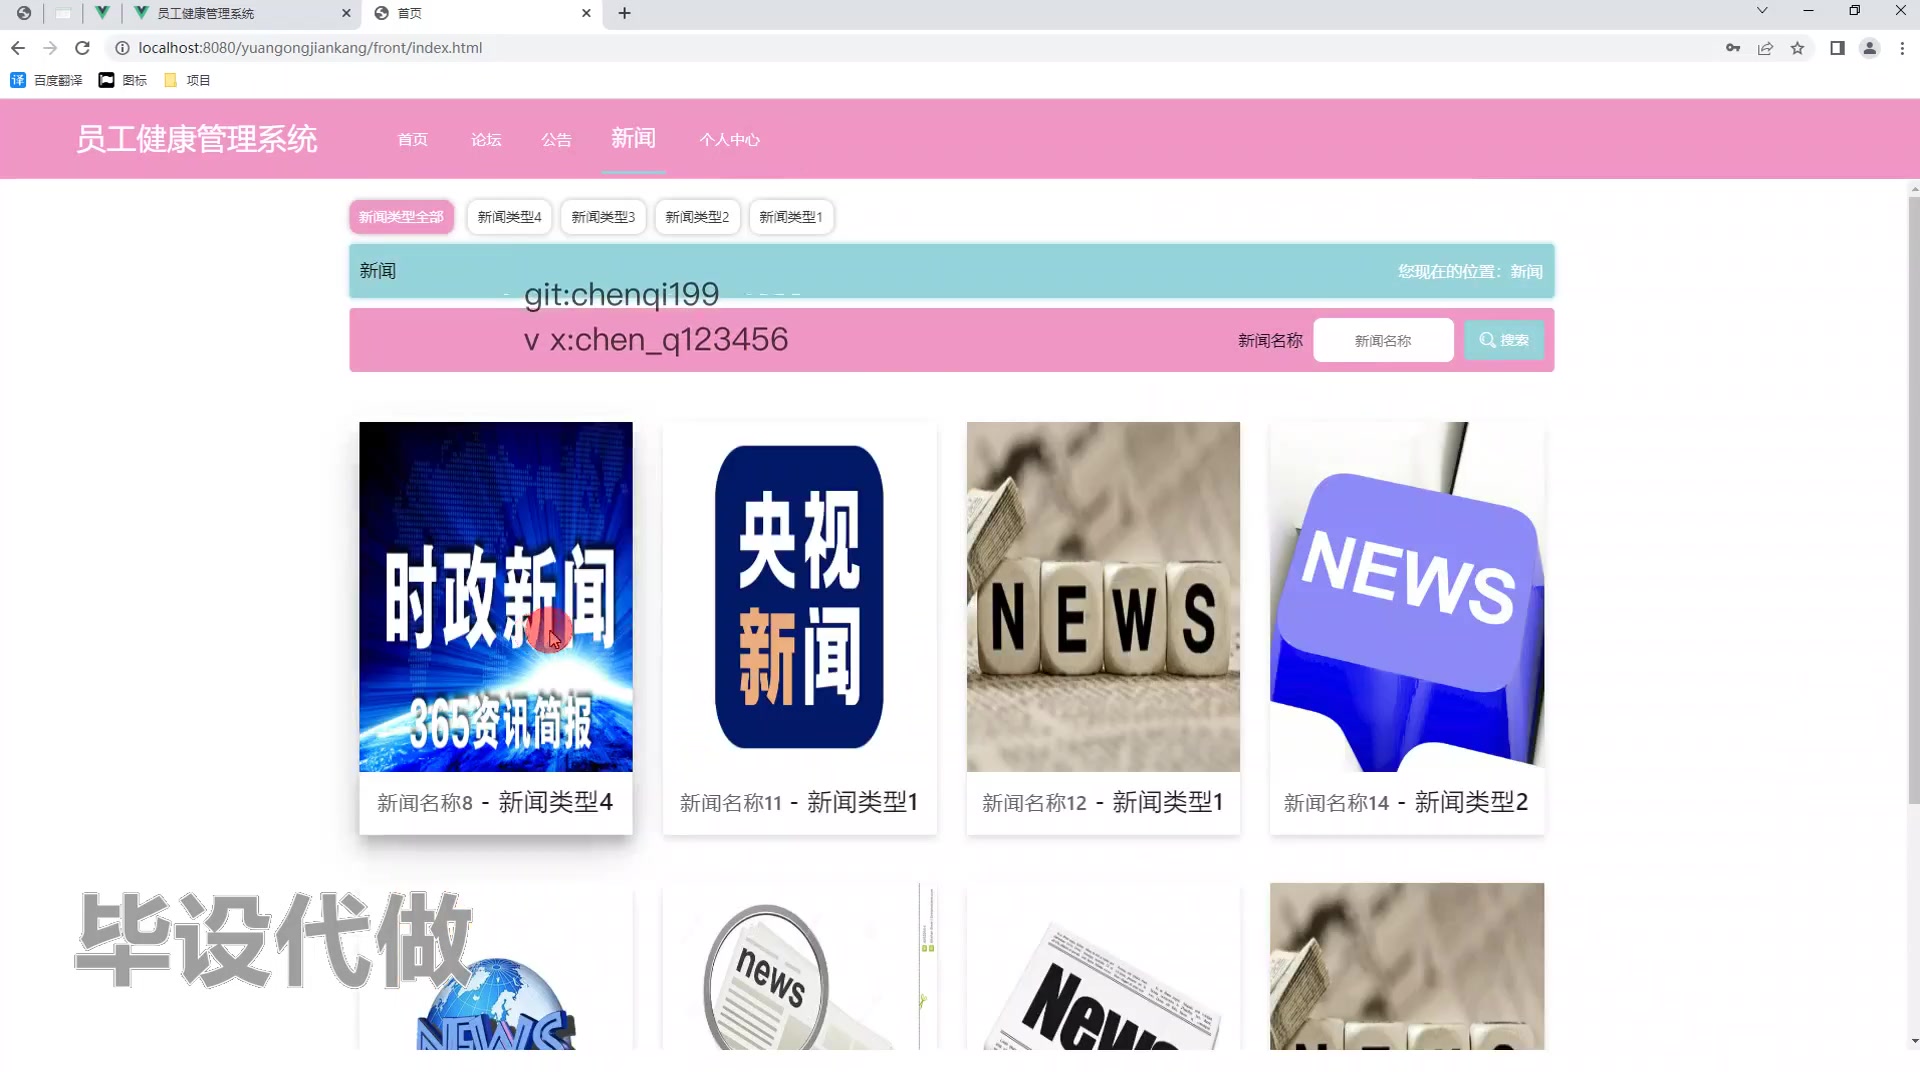 员工健康管理系统
首页
localhost:8080/yuangongjiankang/front/index.html
百度翻译
图标
项目
员工健康管理系统
首页
论坛
公告
新闻
个人中心
新闻类型全部
新闻类型4
新闻类型3
新闻类型2
新闻类型1
新闻
您现在的位置：新闻
git:chenqi199
v x:chen_q123456
新闻名称
新闻名称
搜索
时政新闻
365资讯简报
央视
新闻
NEWS
NEWS
新闻名称8 - 新闻类型4
新闻名称11 - 新闻类型1
新闻名称12 - 新闻类型1
新闻名称14 - 新闻类型2
毕设代做
NEWS
news
News
NEWS